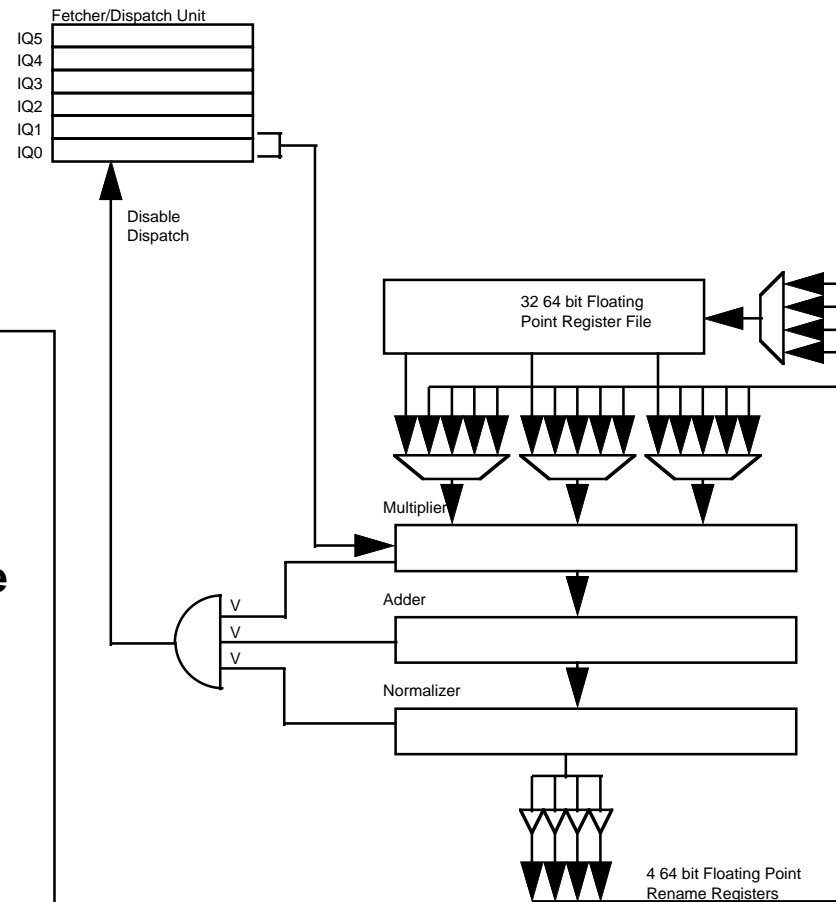 Fetcher/Dispatch Unit
IQ5
IQ4
IQ3
IQ2
IQ1
IQ0
Disable
Dispatch
32 64 bit Floating
Point Register File
Multiplier
e
Adder
V
V
V
Normalizer
4 64 bit Floating Point
Rename Registers